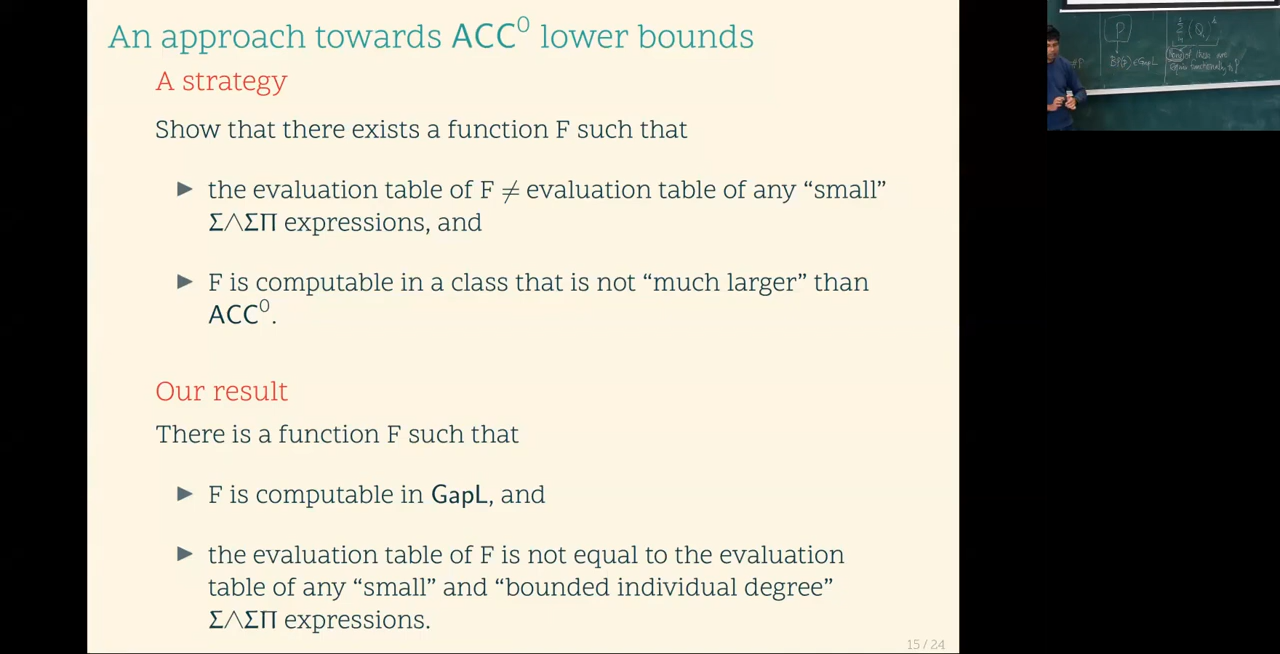 An approach towards ACC⁰ lower bounds
A strategy
Show that there exists a function F such that
▶ the evaluation table of F ≠ evaluation table of any “small”
Σ∧ΣΠ expressions, and
▶ F is computable in a class that is not “much larger” than
ACC⁰.
Our result
There is a function F such that
▶ F is computable in GapL, and
▶ the evaluation table of F is not equal to the evaluation
table of any “small” and “bounded individual degree”
Σ∧ΣΠ expressions.
15 / 24
P
#P
∈ GapL